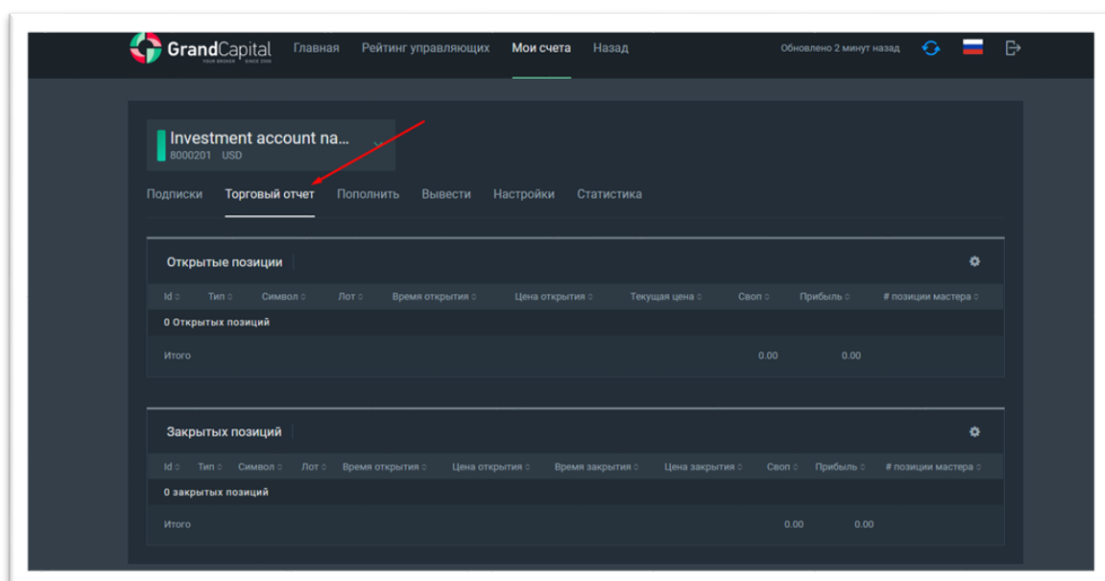 GrandCapital Главная Рейтинг управляющих Мои счета Назад Обновлено 2 минут назад
YOUR BROKER SINCE 2006
Investment account na...
8000201 USD
Подписки Торговый отчет Пополнить Вывести Настройки Статистика
Открытые позиции
Id Тип Символ Лот Время открытия Цена открытия Текущая цена Своп Прибыль # позиции мастера
0 Открытых позиций
Итого 0.00 0.00
Закрытых позиций
Id Тип Символ Лот Время открытия Цена открытия Время закрытия Цена закрытия Своп Прибыль # позиции мастера
0 закрытых позиций
Итого 0.00 0.00